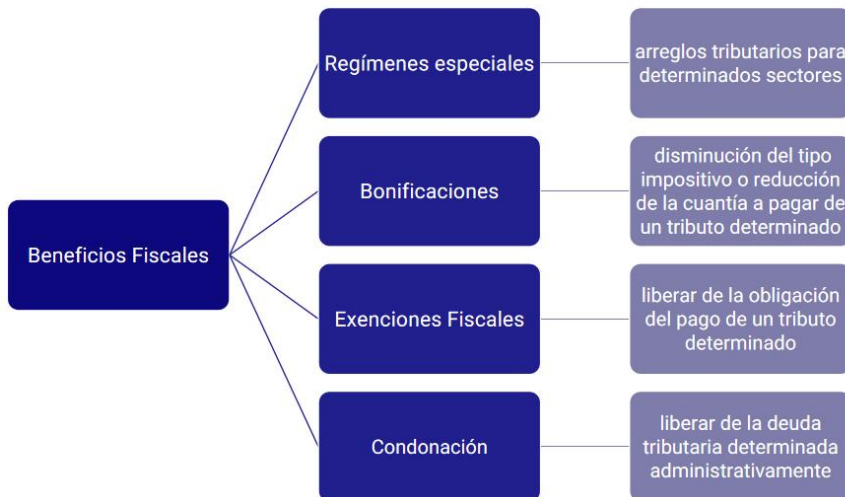 Beneficios Fiscales
Regímenes especiales
arreglos tributarios para
determinados sectores
Bonificaciones
disminución del tipo
impositivo o reducción
de la cuantía a pagar de
un tributo determinado
Exenciones Fiscales
liberar de la obligación
del pago de un tributo
determinado
Condonación
liberar de la deuda
tributaria determinada
administrativamente